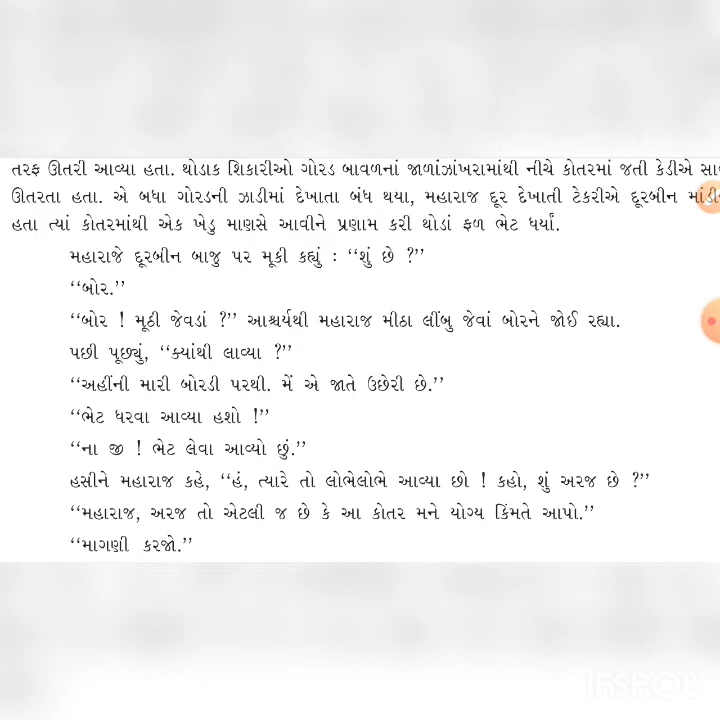 તરફ ઊતરી આવ્યા હતા. થોડાક શિકારીઓ ગોરડ બાવળનાં જાળાંઝાંખરામાંથી નીચે કોતરમાં જતી કેડીએ
ઊતરતા હતા. એ બધા ગોરડની ઝાડીમાં દેખાતા બંધ થયા, મહારાજ દૂર દેખાતી ટેકરીએ દૂરબીન
હતા ત્યાં કોતરમાંથી એક ખેડુ માણસે આવીને પ્રણામ કરી થોડાં ફળ ભેટ ધર્યાં.
મહારાજે દૂરબીન બાજુ પર મૂકી કહ્યું : ‘‘શું છે ?’’
‘‘બોર.’’
‘‘બોર ! મૂઠી જેવડાં ?’’ આશ્ચર્યથી મહારાજ મીઠા લીંબુ જેવાં બોરને જોઈ રહ્યા.
પછી પૂછ્યું, ‘‘ક્યાંથી લાવ્યા ?’’
‘‘અહીંની મારી બોરડી પરથી. મેં એ જાતે ઉછેરી છે.’’
‘‘ભેટ ધરવા આવ્યા હશો !’’
‘‘ના જી ! ભેટ લેવા આવ્યો છું.’’
હસીને મહારાજ કહે, ‘‘હં, ત્યારે તો લોભેલોભે આવ્યા છો ! કહો, શું અરજ છે ?’’
‘‘મહારાજ, અરજ તો એટલી જ છે કે આ કોતર મને યોગ્ય કિંમતે આપો.’’
‘‘માગણી કરજો.’’